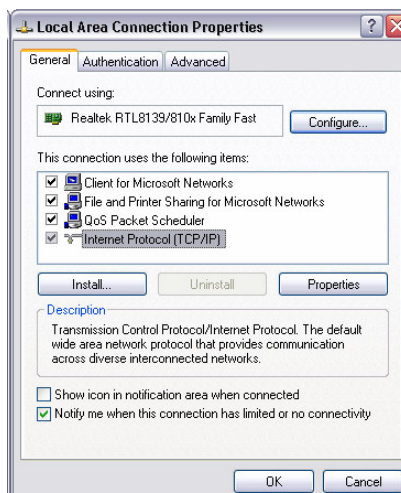 Local Area Connection Properties
General Authentication Advanced
Connect using:
Realtek RTL8139/810x Family Fast
Configure...
This connection uses the following items:
Client for Microsoft Networks
File and Printer Sharing for Microsoft Networks
QoS Packet Scheduler
Internet Protocol (TCP/IP)
Install... Uninstall Properties
Description
Transmission Control Protocol/Internet Protocol. The default
wide area network protocol that provides communication
across diverse interconnected networks.
Show icon in notification area when connected
Notify me when this connection has limited or no connectivity
OK Cancel